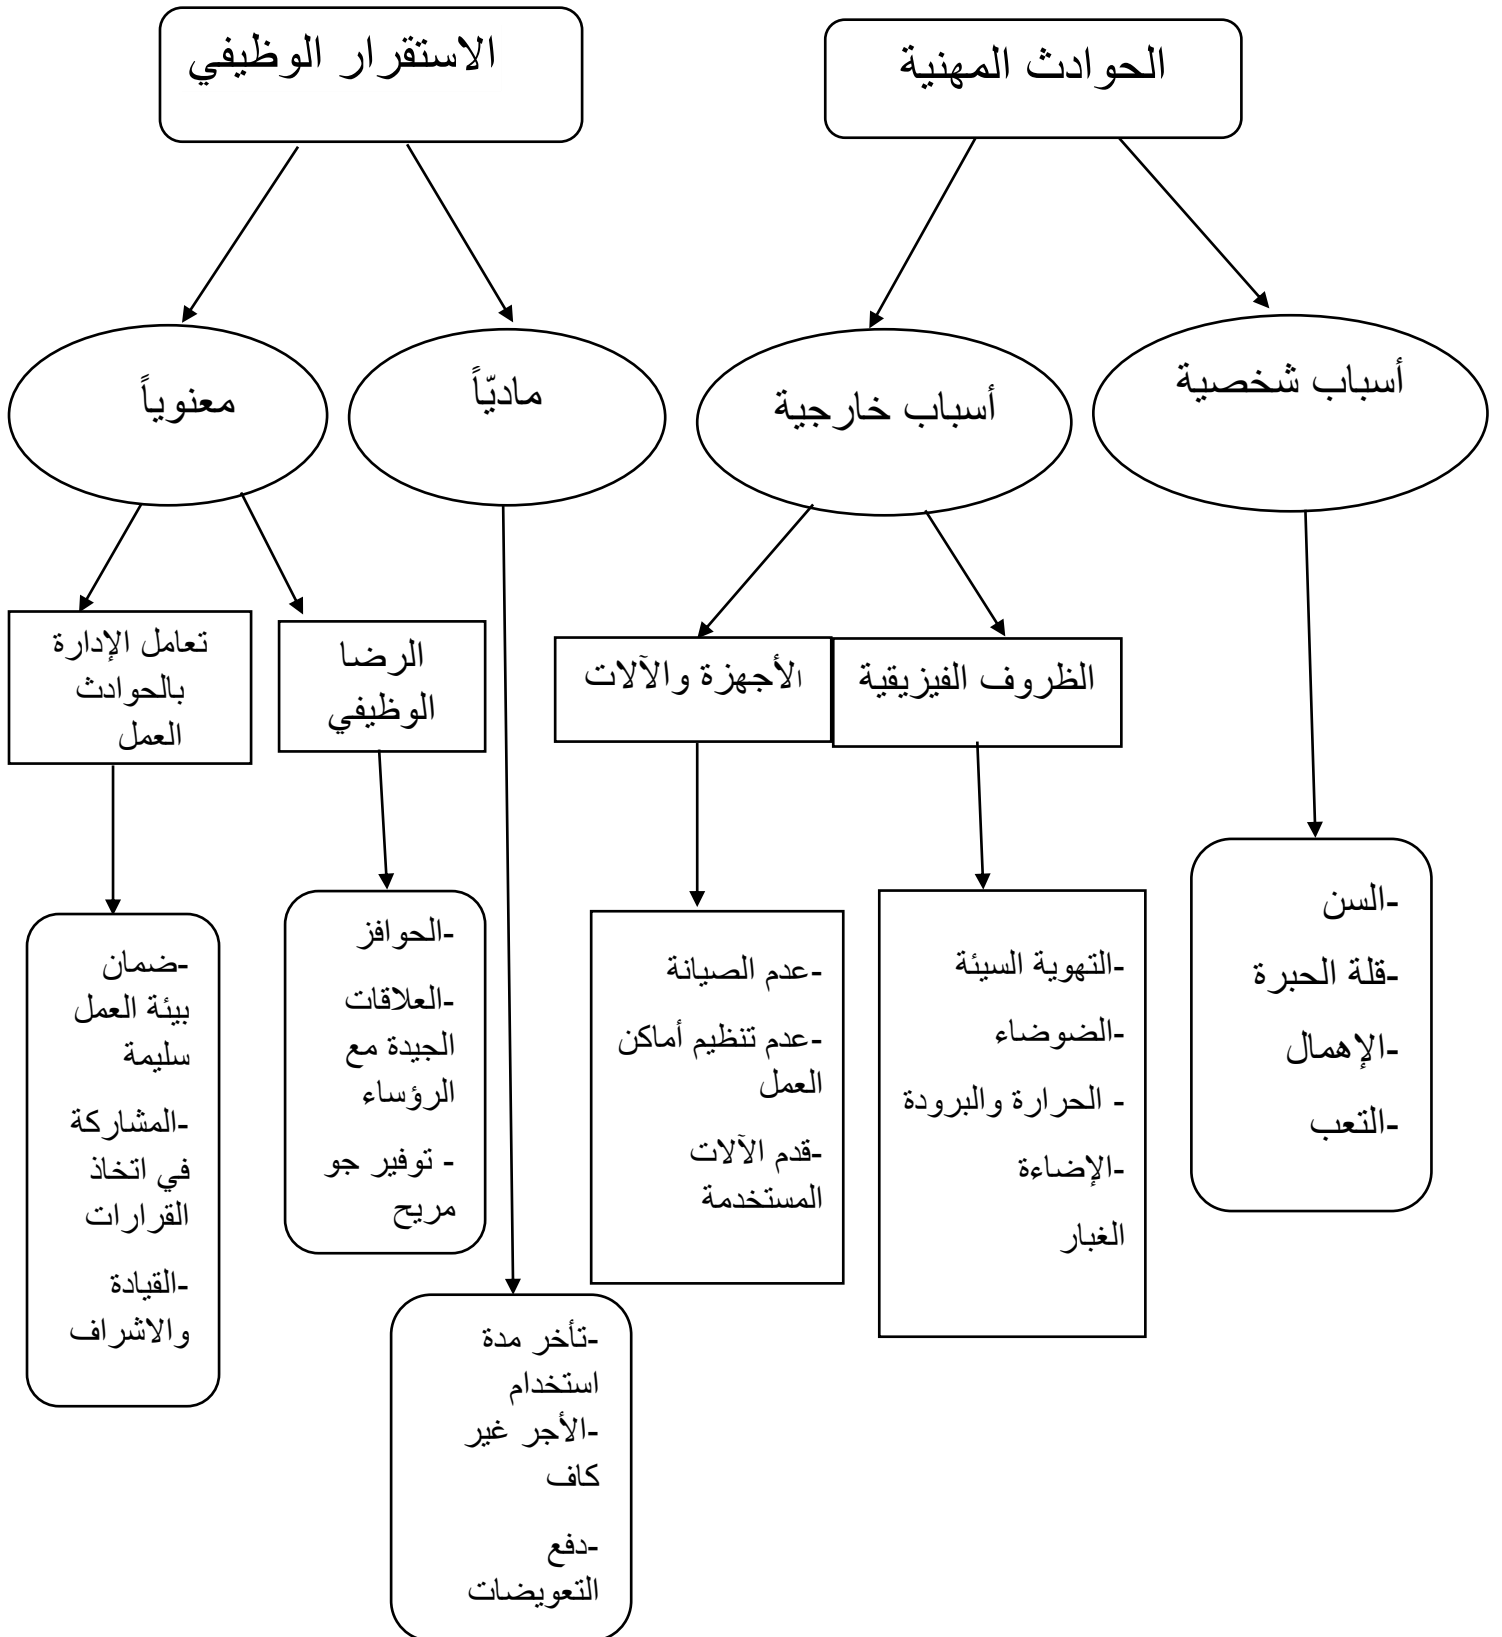 الحوادث المهنية
الاستقرار الوظيفي
أسباب شخصية
أسباب خارجية
ماديّاً
معنوياً
الظروف الفيزيقية
الأجهزة والآلات
الرضا
الوظيفي
تعامل الإدارة
بالحوادث
العمل
-السن
-قلة الحبرة
-الإهمال
-التعب
-التهوية السيئة
-الضوضاء
- الحرارة والبرودة
-الإضاءة
الغبار
-عدم الصيانة
-عدم تنظيم أماكن
العمل
-قدم الآلات
المستخدمة
-الحوافز
-العلاقات
الجيدة مع
الرؤساء
- توفير جو
مريح
-ضمان
بيئة العمل
سليمة
-المشاركة
في اتخاذ
القرارات
-القيادة
والاشراف
-تأخر مدة
استخدام
-الأجر غير
كاف
-دفع
التعويضات